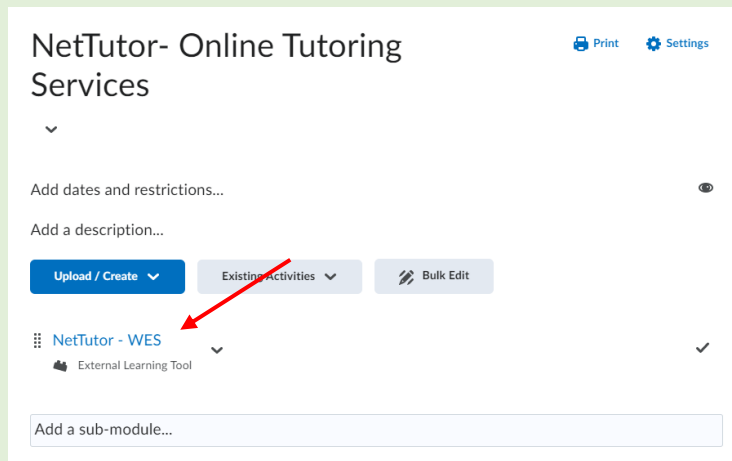 NetTutor- Online Tutoring
Services
Print
Settings
Add dates and restrictions...
Add a description...
Upload / Create
Existing Activities
Bulk Edit
NetTutor - WES
External Learning Tool
Add a sub-module...